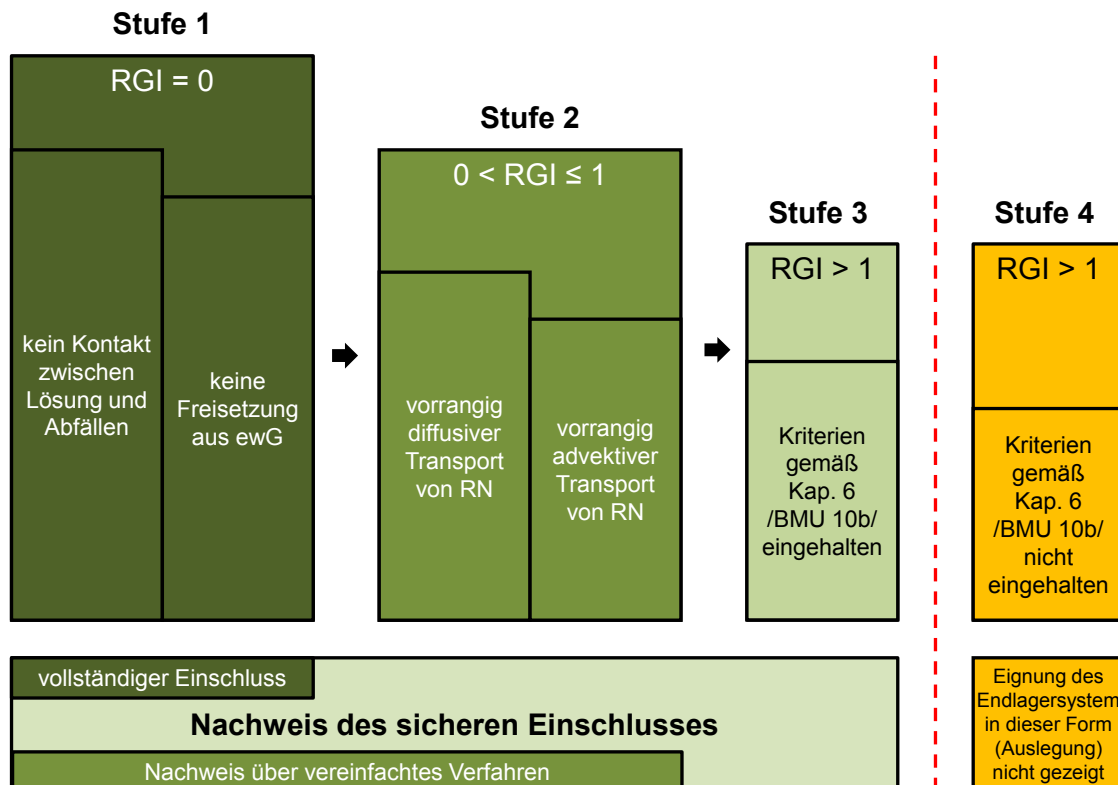 Stufe 1
RGI = 0
kein Kontakt
zwischen
Lösung und
Abfällen
keine
Freisetzung
aus ewG
Stufe 2
0 < RGI ≤ 1
vorrangig
diffusiver
Transport
von RN
vorrangig
advektiver
Transport
von RN
Stufe 3
RGI > 1
Kriterien
gemäß
Kap. 6
/BMU 10b/
eingehalten
Stufe 4
RGI > 1
Kriterien
gemäß
Kap. 6
/BMU 10b/
nicht
eingehalten
vollständiger Einschluss
Nachweis des sicheren Einschlusses
Nachweis über vereinfachtes Verfahren
Eignung des
Endlagersystem
in dieser Form
(Auslegung)
nicht gezeigt